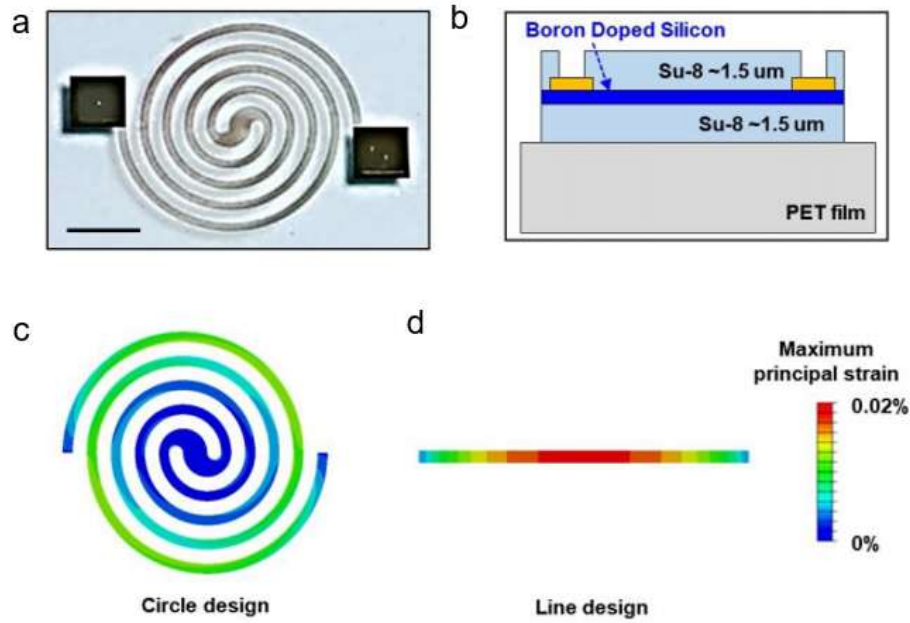 a
b
Boron Doped Silicon
Su-8 ~1.5 um
Su-8 ~1.5 um
PET film
c
d
Maximum
principal strain
0.02%
0%
Circle design
Line design